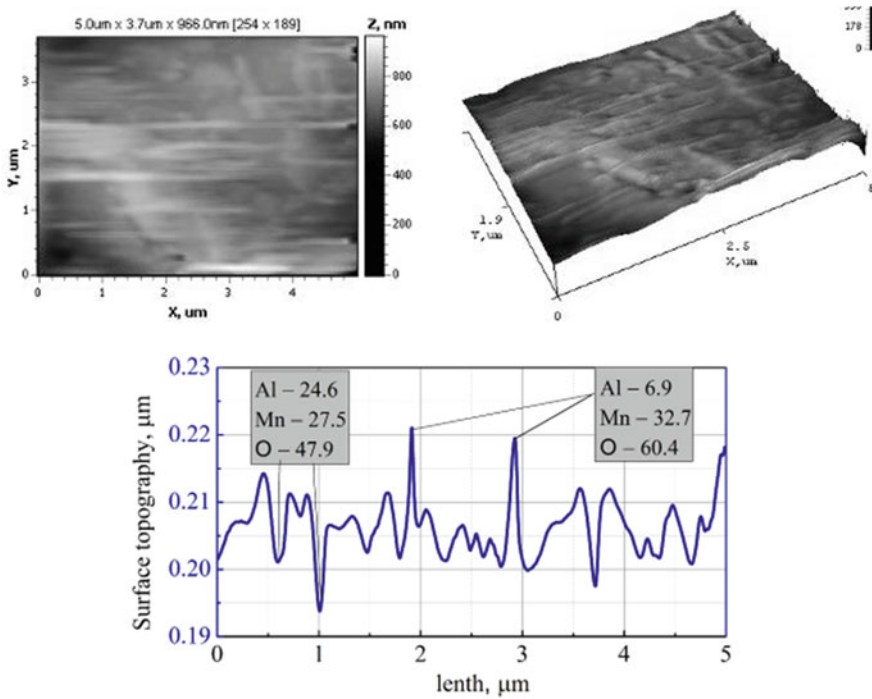 5.0um x 3.7um x 966.0nm [254 x 189]
Z, nm
800
600
400
200
0
3
2
1
0
Y, um
0 1 2 3 4
X, um
178
0
1.9
Y,um
2.5
X,um
0
0.23
0.22
0.21
0.20
0.19
Surface topography, µm
Al – 24.6
Mn – 27.5
O – 47.9
Al – 6.9
Mn – 32.7
O – 60.4
0 1 2 3 4 5
lenth, µm